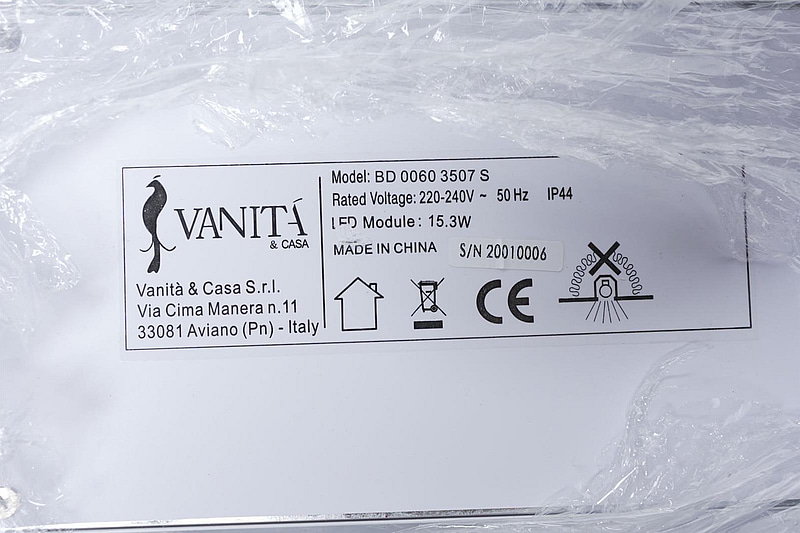 VANITÁ
& CASA
Vanità & Casa S.r.l.
Via Cima Manera n.11
33081 Aviano (Pn) - Italy
Model: BD 0060 3507 S
Rated Voltage: 220-240V ~ 50 Hz IP44
LED Module : 15.3W
MADE IN CHINA
S/N 20010006
CE